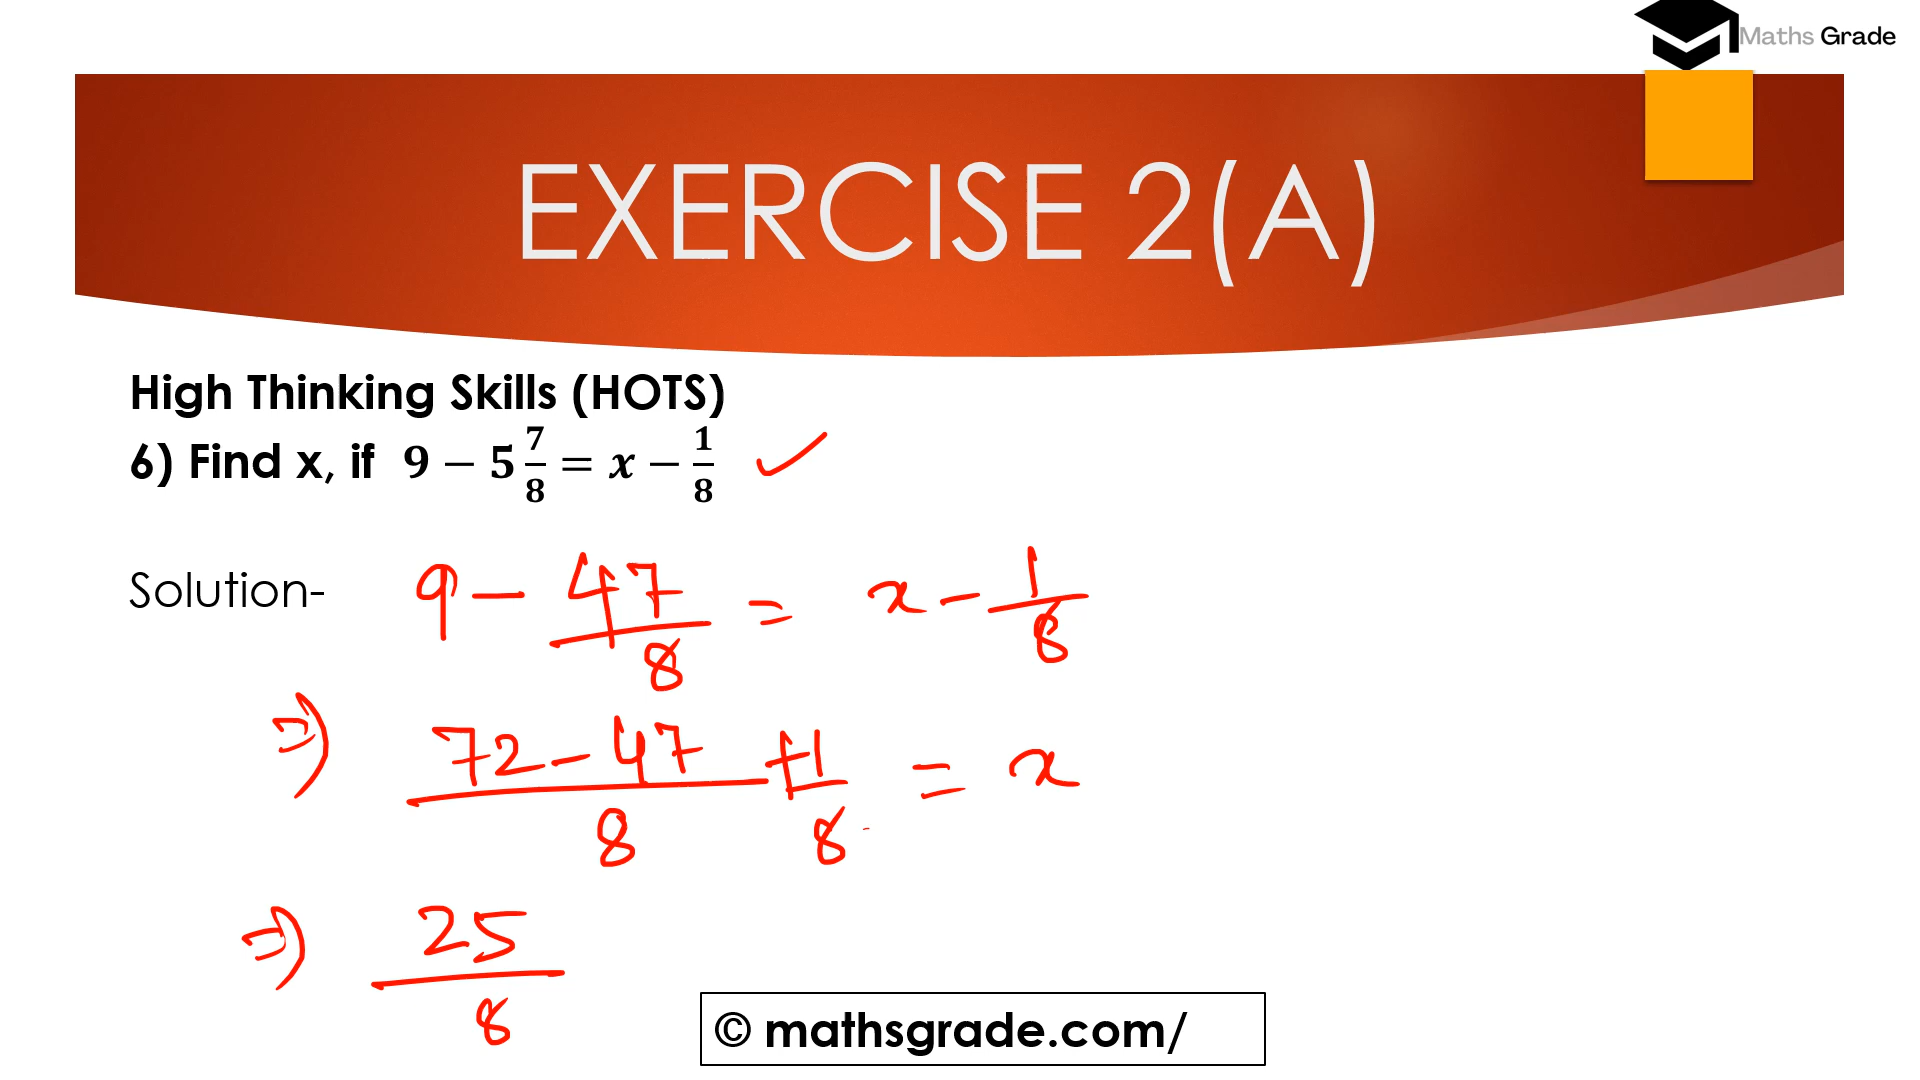 Maths Grade
EXERCISE 2(A)
High Thinking Skills (HOTS)
6) Find x, if 9 − 5 7/8 = x − 1/8
Solution- 9 − 47/8 = x − 1/8
⇒ (72 − 47)/8 + 1/8 = x
⇒ 25/8
© mathsgrade.com/